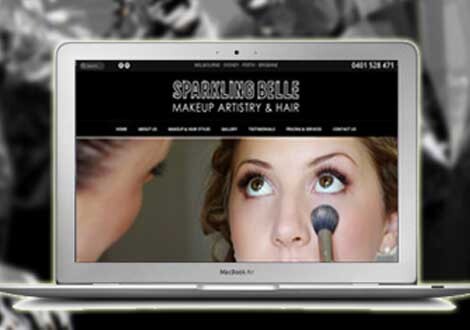 Search
MELBOURNE SYDNEY PERTH BRISBANE
0401 528 471
SPARKLING BELLE
MAKEUP ARTISTRY & HAIR
HOME ABOUT US MAKEUP & HAIR STYLES GALLERY TESTIMONIALS PRICING & SERVICES CONTACT US
MacBook Air